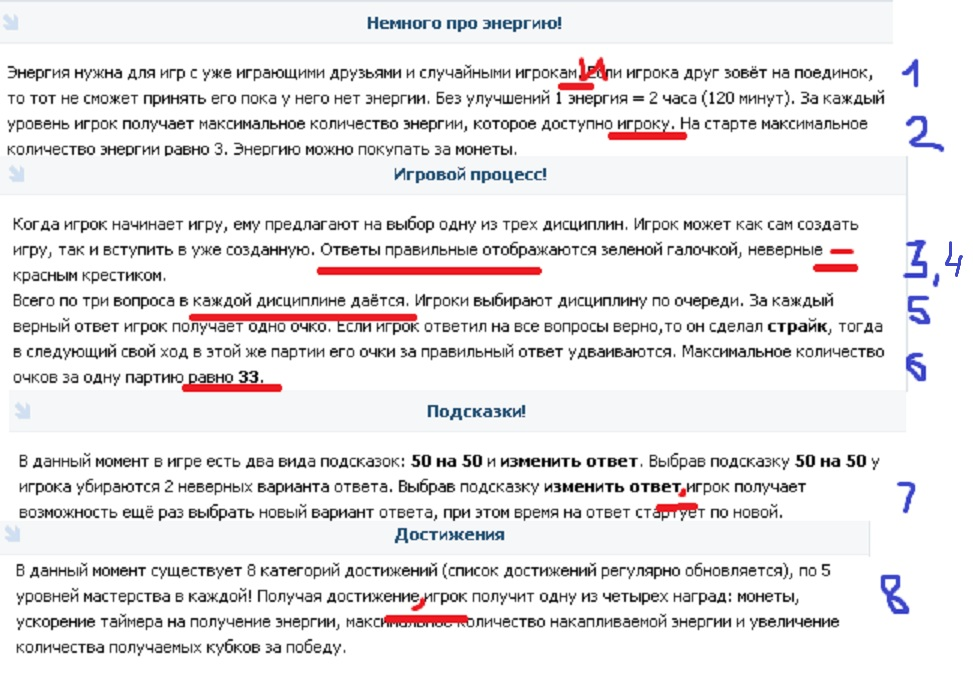 Немного про энергию!
Энергия нужна для игр с уже играющими друзьями и случайными игрокам. Если игрока друг зовёт на поединок, 1
и
то тот не сможет принять его пока у него нет энергии. Без улучшений 1 энергия = 2 часа (120 минут). За каждый
уровень игрок получает максимальное количество энергии, которое доступно игроку. На старте максимальное 2
количество энергии равно 3. Энергию можно покупать за монеты.
Игровой процесс!
Когда игрок начинает игру, ему предлагают на выбор одну из трех дисциплин. Игрок может как сам создать
игру, так и вступить в уже созданную. Ответы правильные отображаются зеленой галочкой, неверные — 3,4
красным крестиком.
Всего по три вопроса в каждой дисциплине даётся. Игроки выбирают дисциплину по очереди. За каждый 5
верный ответ игрок получает одно очко. Если игрок ответил на все вопросы верно,то он сделал страйк, тогда
в следующий свой ход в этой же партии его очки за правильный ответ удваиваются. Максимальное количество
очков за одну партию равно 33. 6
Подсказки!
В данный момент в игре есть два вида подсказок: 50 на 50 и изменить ответ. Выбрав подсказку 50 на 50 у
игрока убираются 2 неверных варианта ответа. Выбрав подсказку изменить ответ, игрок получает 7
возможность ещё раз выбрать новый вариант ответа, при этом время на ответ стартует по новой.
Достижения
В данный момент существует 8 категорий достижений (список достижений регулярно обновляется), по 5
уровней мастерства в каждой! Получая достижение, игрок получит одну из четырех наград: монеты, 8
ускорение таймера на получение энергии, максимальное количество накапливаемой энергии и увеличение
количества получаемых кубков за победу.